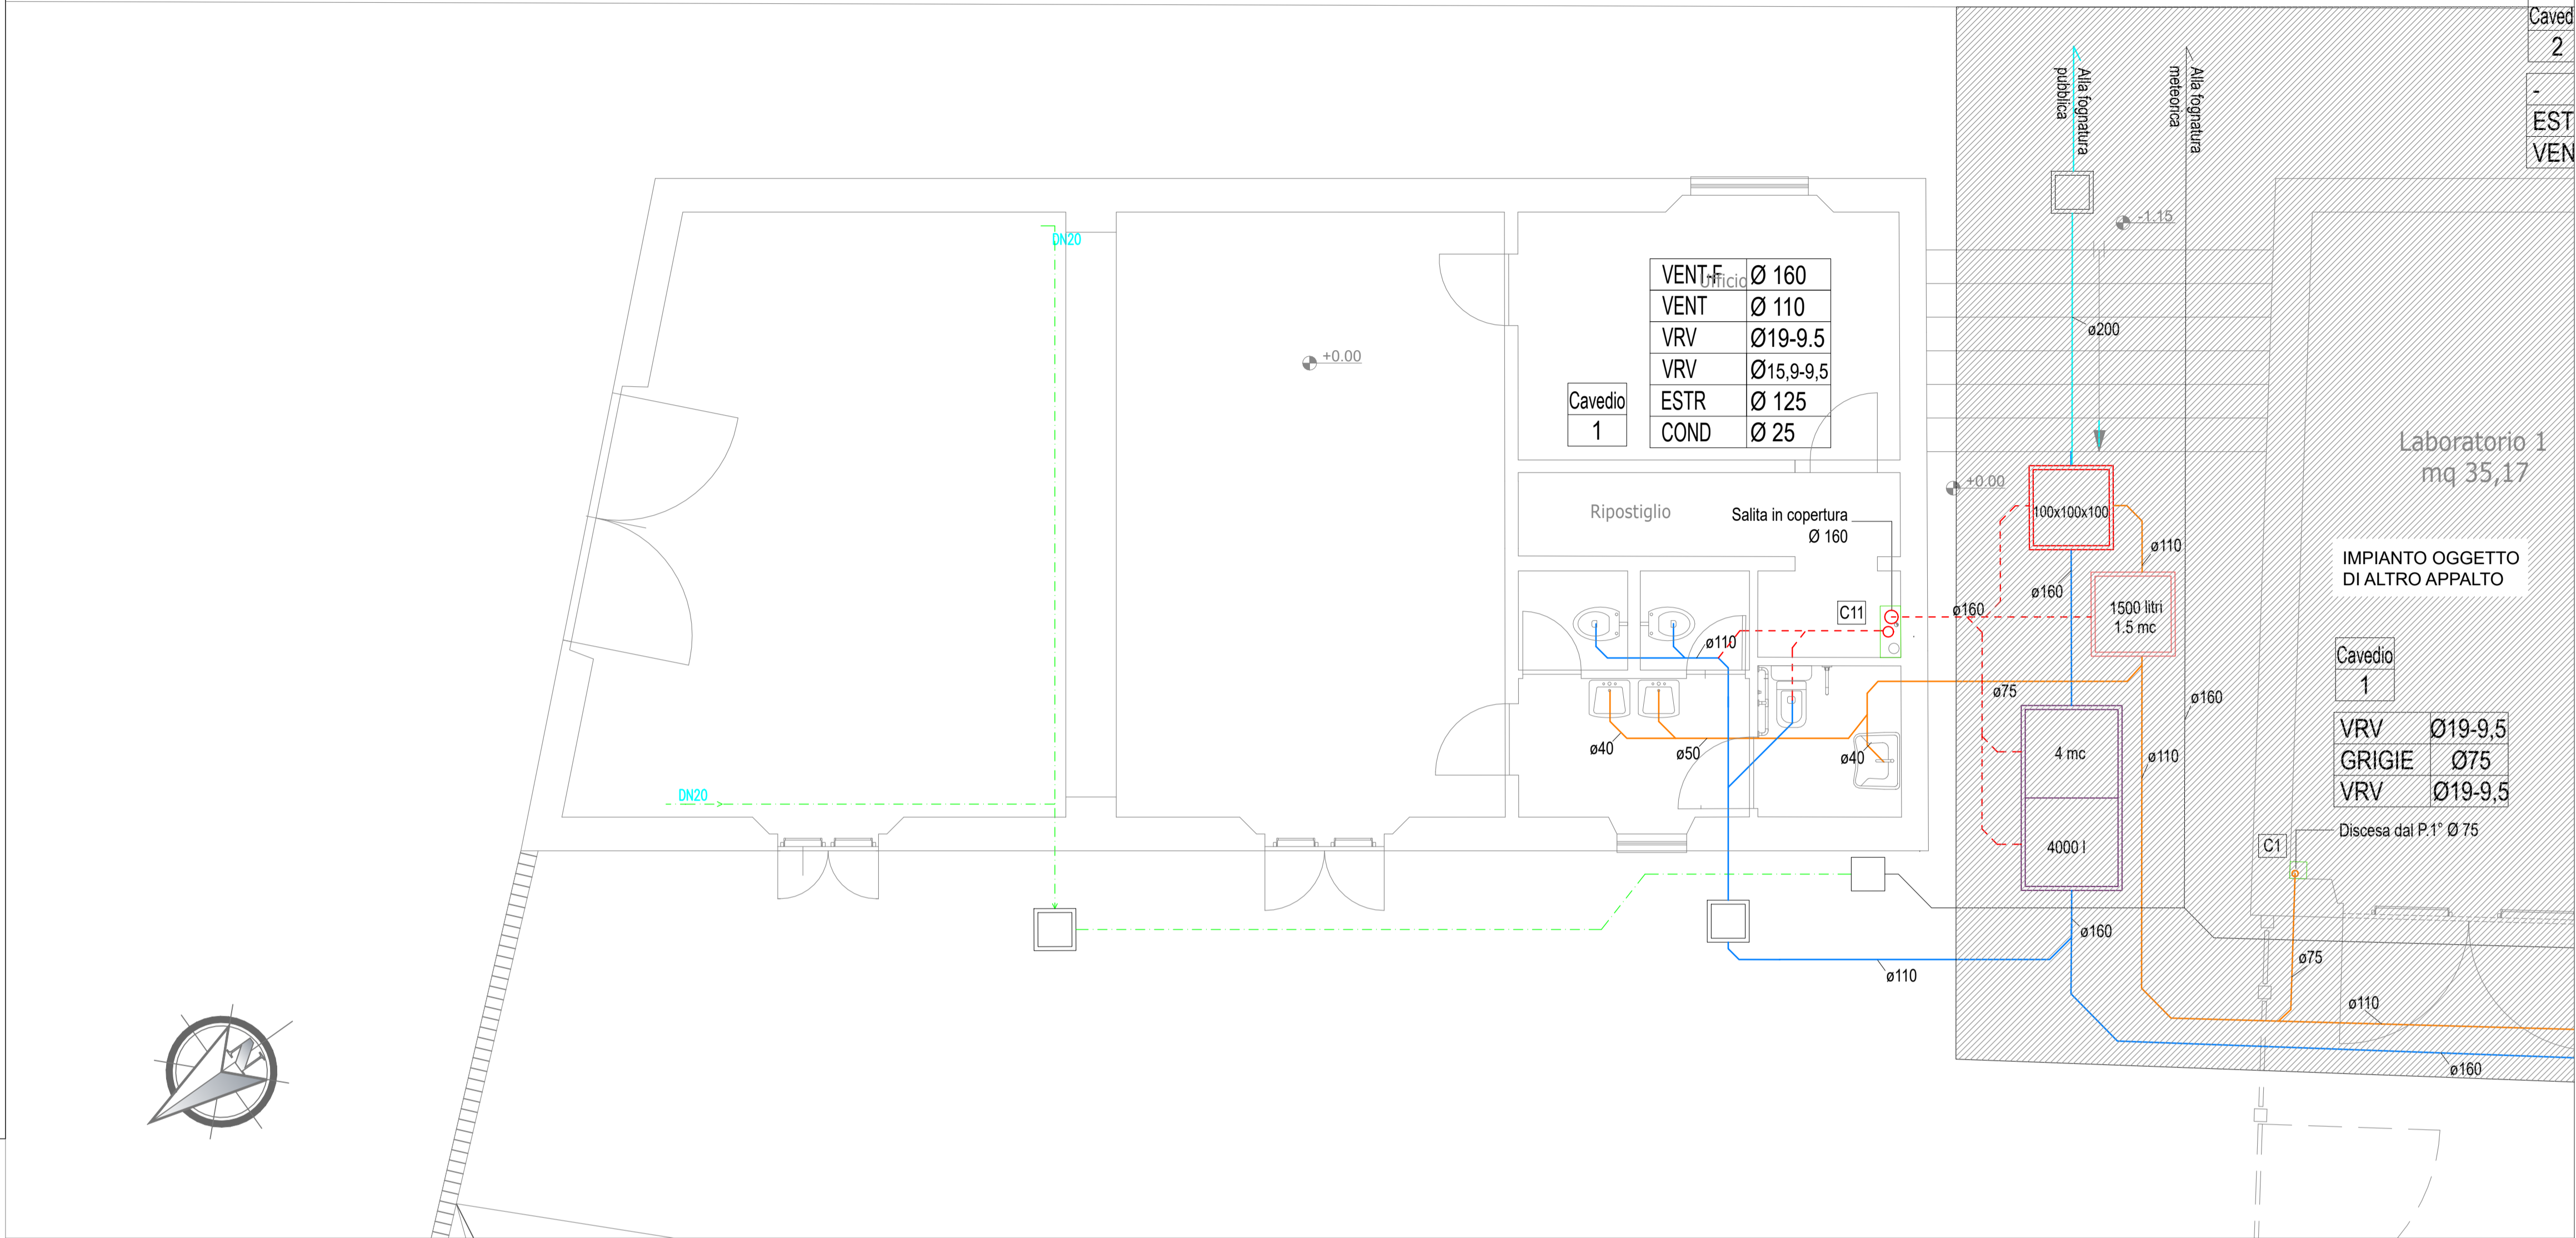 Caved
2
-
EST
VEN
Alla fognatura
pubblica
Alla fognatura
meteorica
-1.15
DN20
VENT-F Ø 160
Ufficio
VENT Ø 110
VRV Ø19-9.5
VRV Ø15,9-9,5
ESTR Ø 125
COND Ø 25
Cavedio
1
+0.00
ø200
Laboratorio 1
mq 35,17
+0.00
Ripostiglio
Salita in copertura
Ø 160
100x100x100
ø110
ø160
IMPIANTO OGGETTO
DI ALTRO APPALTO
1500 litri
1.5 mc
C11
ø160
ø110
Cavedio
1
ø75
ø160
VRV Ø19-9,5
GRIGIE Ø75
VRV Ø19-9,5
ø40
ø50
ø40
4 mc
ø110
DN20
Discesa dal P.1° Ø 75
4000 l
C1
ø160
ø75
ø110
ø110
ø160
N